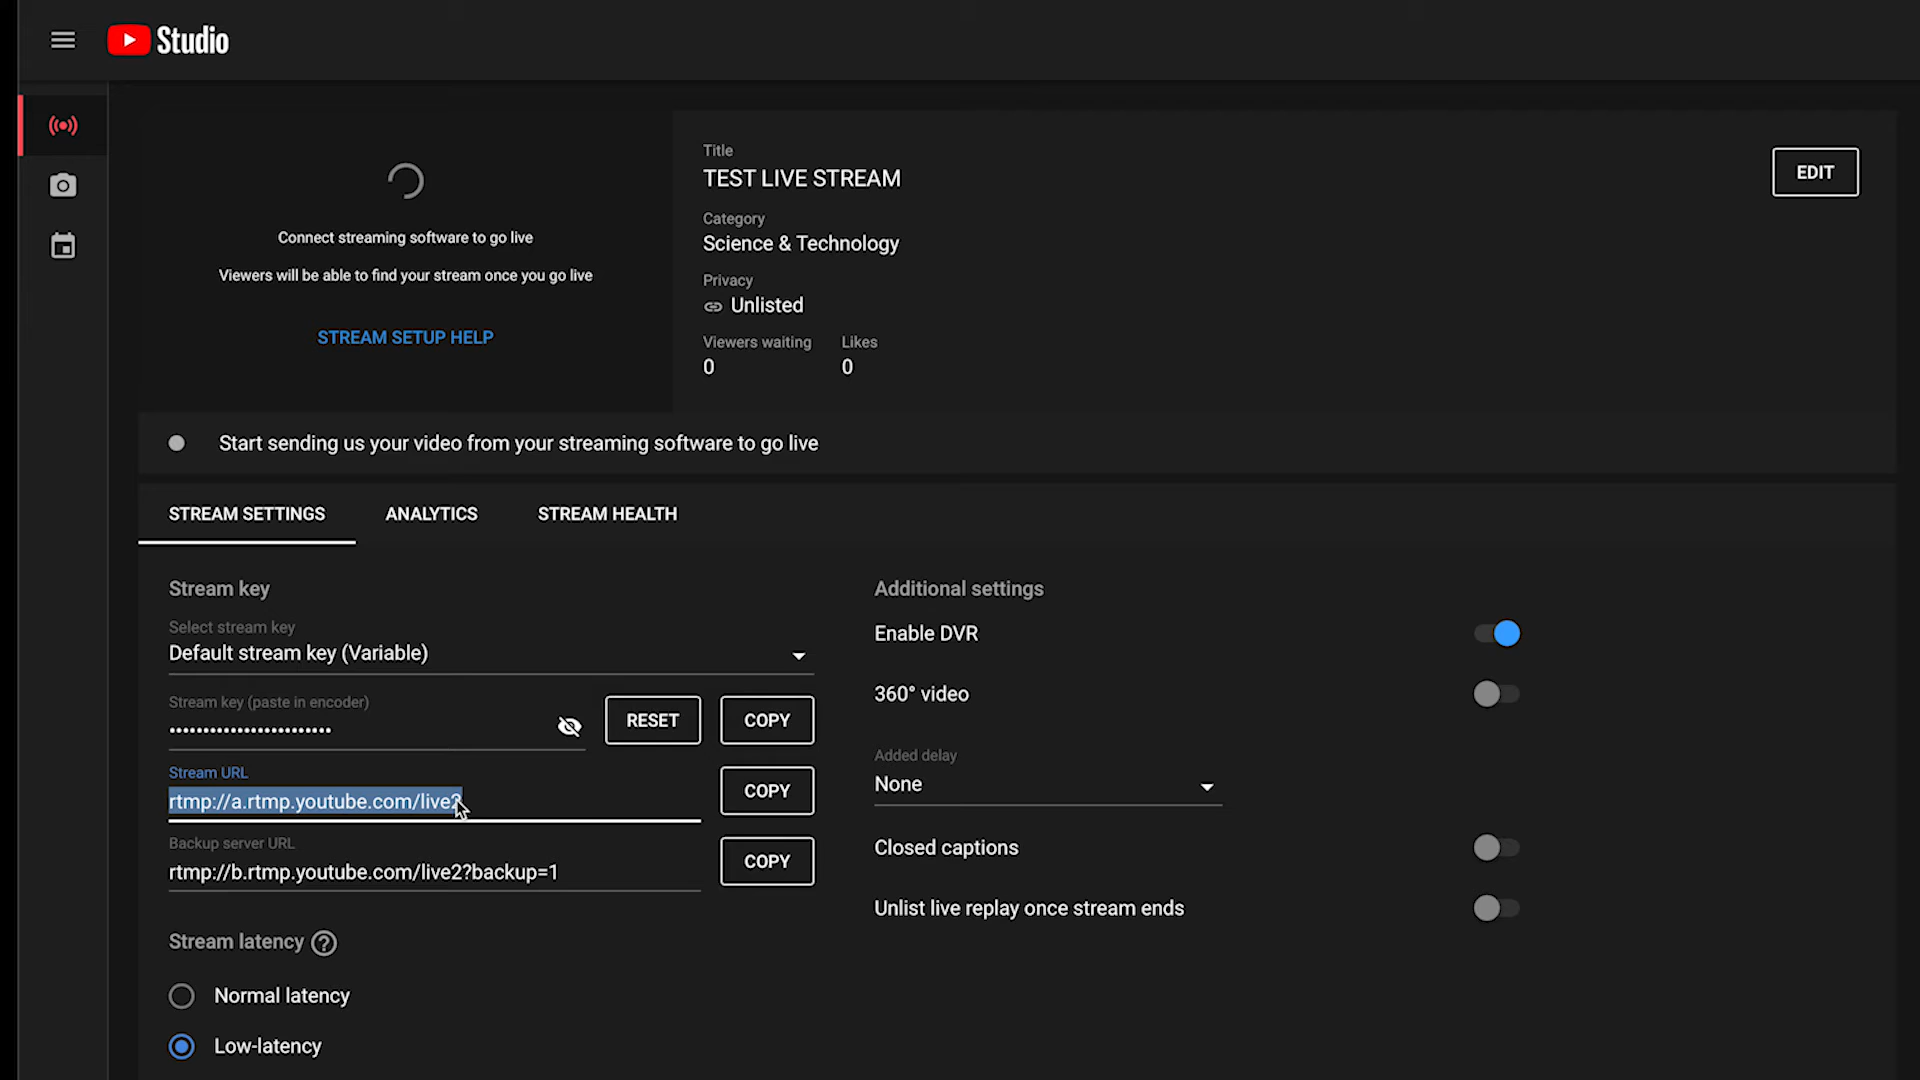 Studio
Connect streaming software to go live
Viewers will be able to find your stream once you go live
STREAM SETUP HELP
Title
TEST LIVE STREAM
EDIT
Category
Science & Technology
Privacy
Unlisted
Viewers waiting Likes
0 0
Start sending us your video from your streaming software to go live
STREAM SETTINGS ANALYTICS STREAM HEALTH
Stream key
Select stream key
Default stream key (Variable)
Stream key (paste in encoder)
••••••••••••••••••••••••
RESET COPY
Stream URL
rtmp://a.rtmp.youtube.com/live2
COPY
Backup server URL
rtmp://b.rtmp.youtube.com/live2?backup=1
COPY
Stream latency ?
Normal latency
Low-latency
Additional settings
Enable DVR
360° video
Added delay
None
Closed captions
Unlist live replay once stream ends